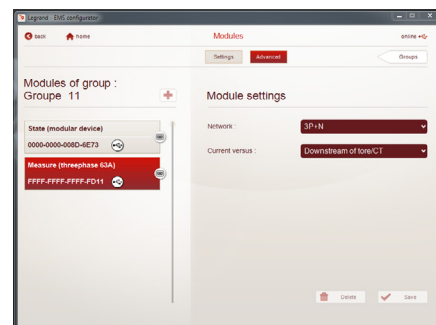 Legrand - EMS configurator
back
home
Modules
online
Settings
Advanced
Groups
Modules of group :
Groupe 11
Module settings
State (modular device)
0000-0000-008D-6E73
Measure (threephase 63A)
FFFF-FFFF-FFFF-FD11
Network :
3P+N
Current versus :
Downstream of tore/CT
Delete
Save